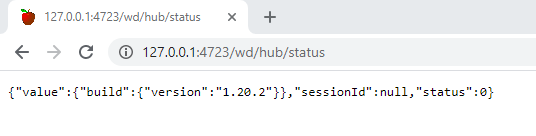 127.0.0.1:4723/wd/hub/status
127.0.0.1:4723/wd/hub/status
{"value":{"build":{"version":"1.20.2"}},"sessionId":null,"status":0}